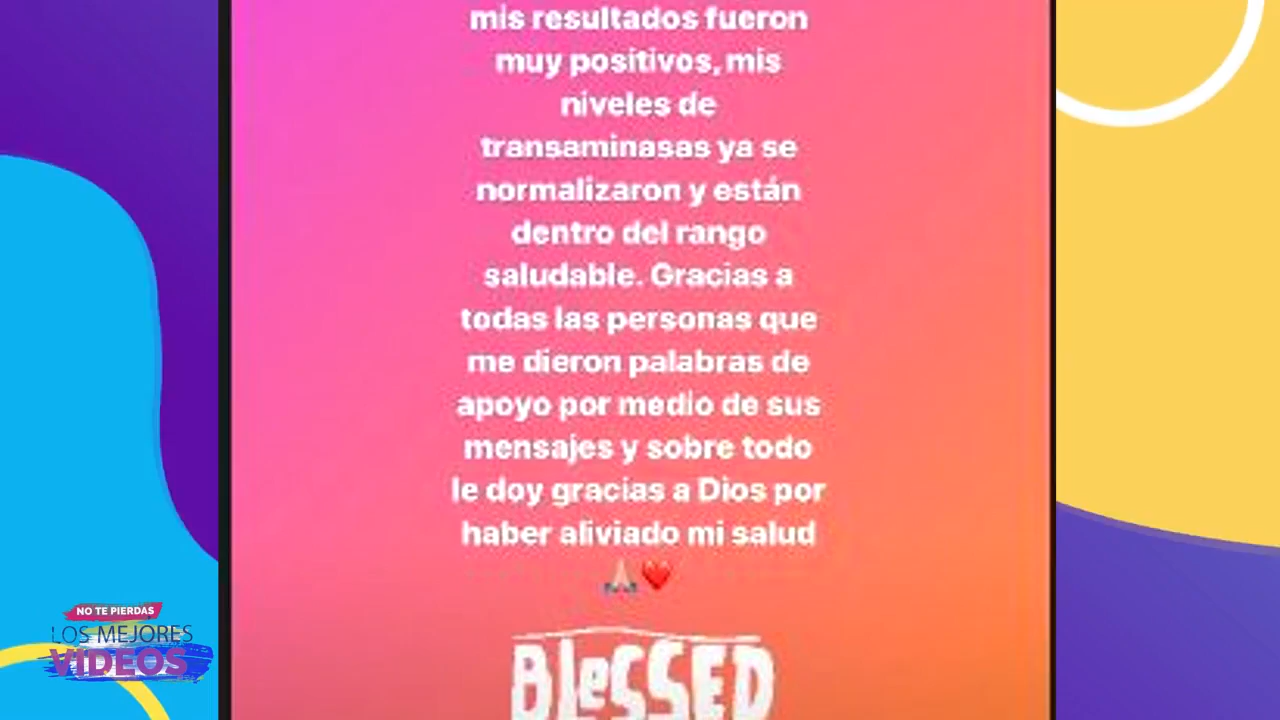 mis resultados fueron
muy positivos, mis
niveles de
transaminasas ya se
normalizaron y están
dentro del rango
saludable. Gracias a
todas las personas que
me dieron palabras de
apoyo por medio de sus
mensajes y sobre todo
le doy gracias a Dios por
haber aliviado mi salud
🙏🏼❤️
BLeSSED
NO TE PIERDAS
LOS MEJORES
VIDEOS